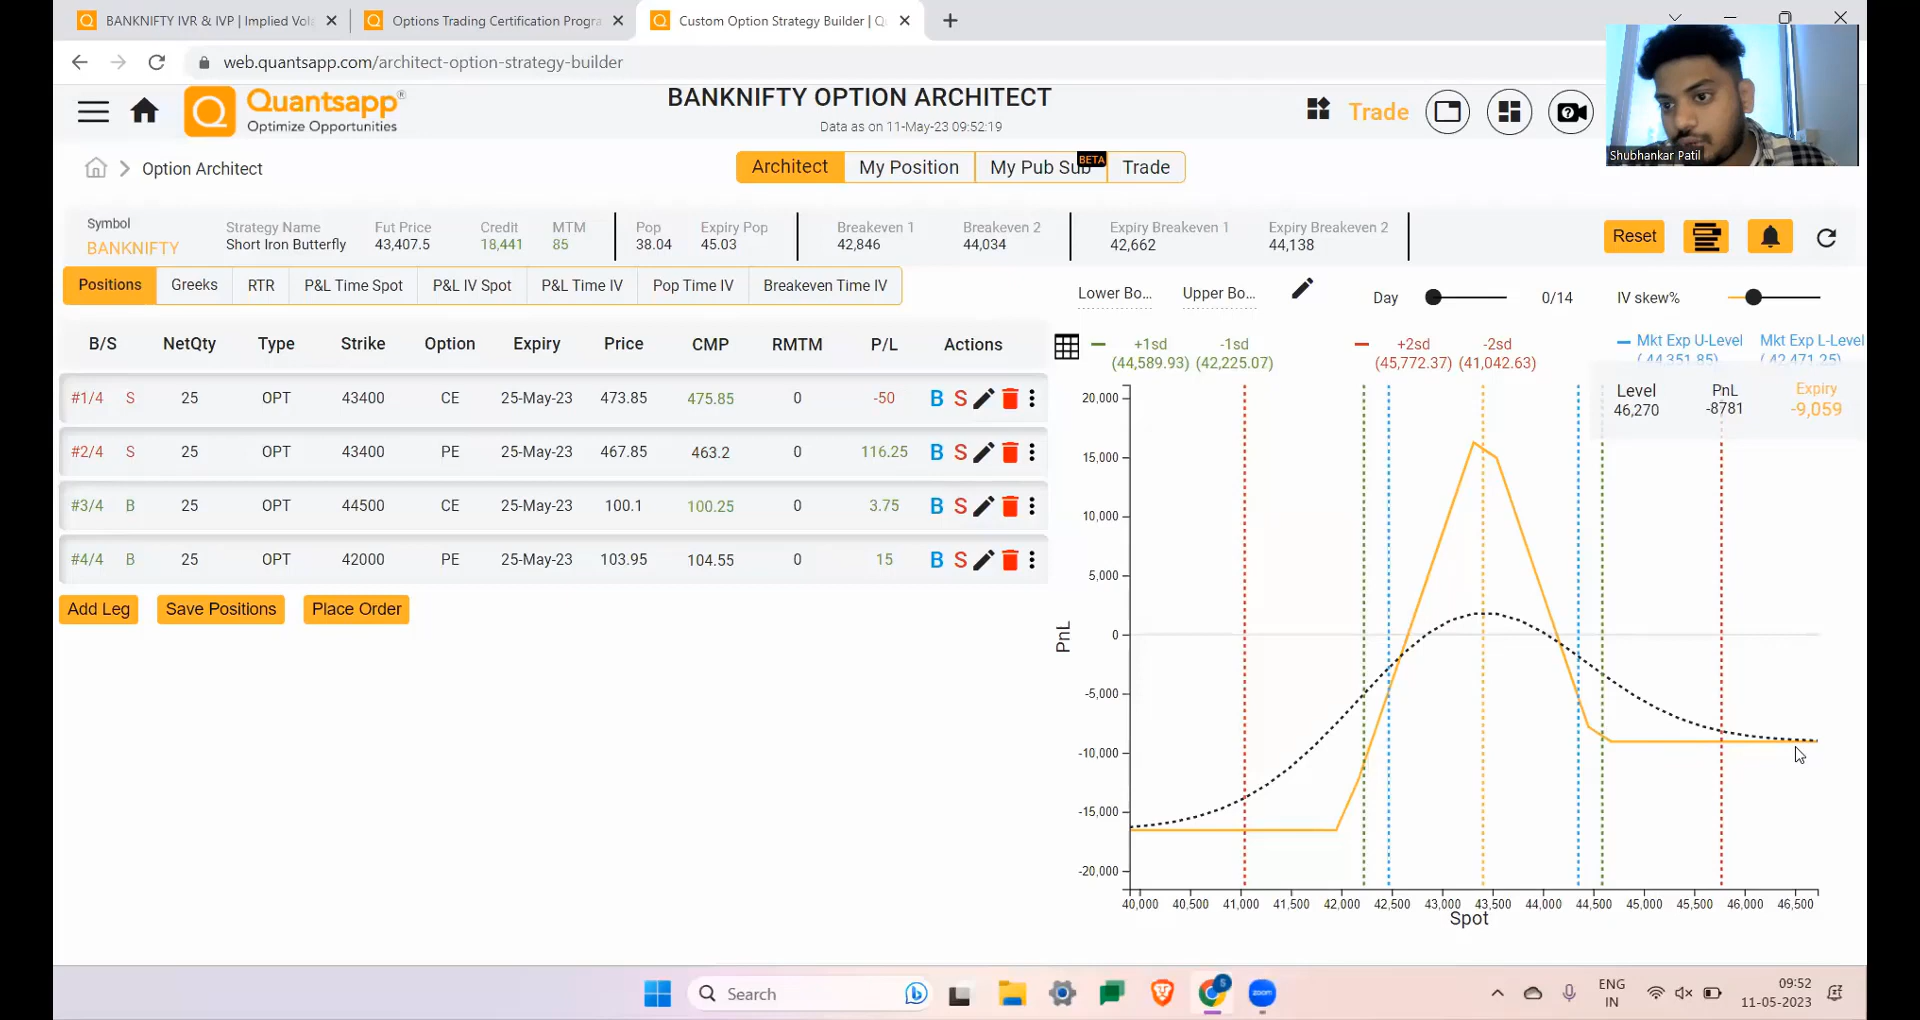 BANKNIFTY IVR & IVP | Implied Vol
Options Trading Certification Progra
Custom Option Strategy Builder | Q
web.quantsapp.com/architect-option-strategy-builder
Quantsapp®
Optimize Opportunities
BANKNIFTY OPTION ARCHITECT
Data as on 11-May-23 09:52:19
Trade
Shubhankar Patil
Option Architect
Architect My Position My Pub Sub BETA Trade
Symbol
BANKNIFTY
Strategy Name
Short Iron Butterfly
Fut Price
43,407.5
Credit
18,441
MTM
85
Pop
38.04
Expiry Pop
45.03
Breakeven 1
42,846
Breakeven 2
44,034
Expiry Breakeven 1
42,662
Expiry Breakeven 2
44,138
Reset
Positions Greeks RTR P&L Time Spot P&L IV Spot P&L Time IV Pop Time IV Breakeven Time IV
Lower Bo... Upper Bo... Day 0/14 IV skew%
B/S NetQty Type Strike Option Expiry Price CMP RMTM P/L Actions
#1/4 S 25 OPT 43400 CE 25-May-23 473.85 475.85 0 -50 B S
#2/4 S 25 OPT 43400 PE 25-May-23 467.85 463.2 0 116.25 B S
#3/4 B 25 OPT 44500 CE 25-May-23 100.1 100.25 0 3.75 B S
#4/4 B 25 OPT 42000 PE 25-May-23 103.95 104.55 0 15 B S
Add Leg Save Positions Place Order
+1sd -1sd
(44,589.93) (42,225.07)
+2sd -2sd
(45,772.37) (41,042.63)
Mkt Exp U-Level Mkt Exp L-Level
( 44,351.85) ( 42,471.25)
Level PnL Expiry
46,270 -8781 -9,059
20,000
15,000
10,000
5,000
0
-5,000
-10,000
-15,000
-20,000
PnL
40,000 40,500 41,000 41,500 42,000 42,500 43,000 43,500 44,000 44,500 45,000 45,500 46,000 46,500
Spot
Search
zoom
ENG
IN
09:52
11-05-2023